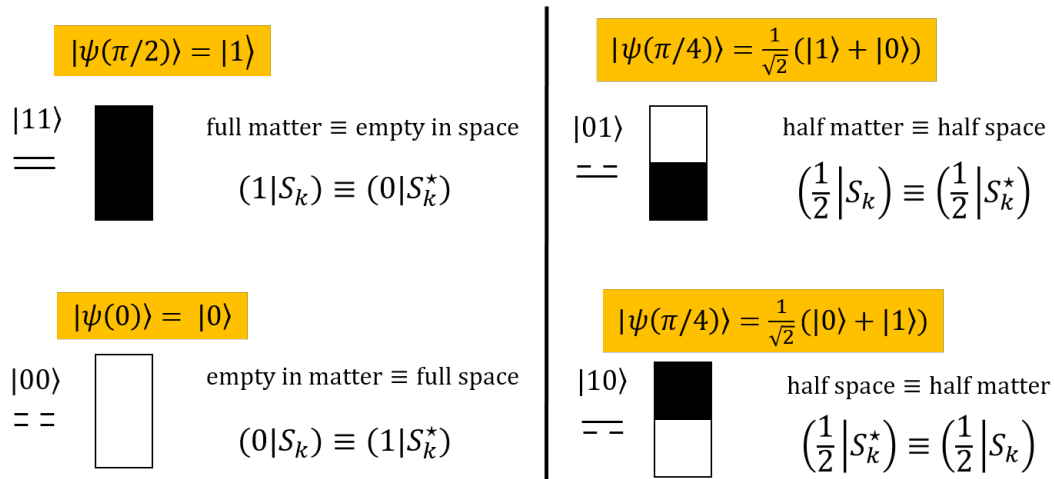 |ψ(π/2)⟩ = |1⟩
|11⟩
full matter ≡ empty in space
(1|S_k) ≡ (0|S_k^⋆)
|ψ(0)⟩ = |0⟩
|00⟩
empty in matter ≡ full space
(0|S_k) ≡ (1|S_k^⋆)
|ψ(π/4)⟩ = 1/√2 (|1⟩ + |0⟩)
|01⟩
half matter ≡ half space
(1/2|S_k) ≡ (1/2|S_k^⋆)
|ψ(π/4)⟩ = 1/√2 (|0⟩ + |1⟩)
|10⟩
half space ≡ half matter
(1/2|S_k^⋆) ≡ (1/2|S_k)